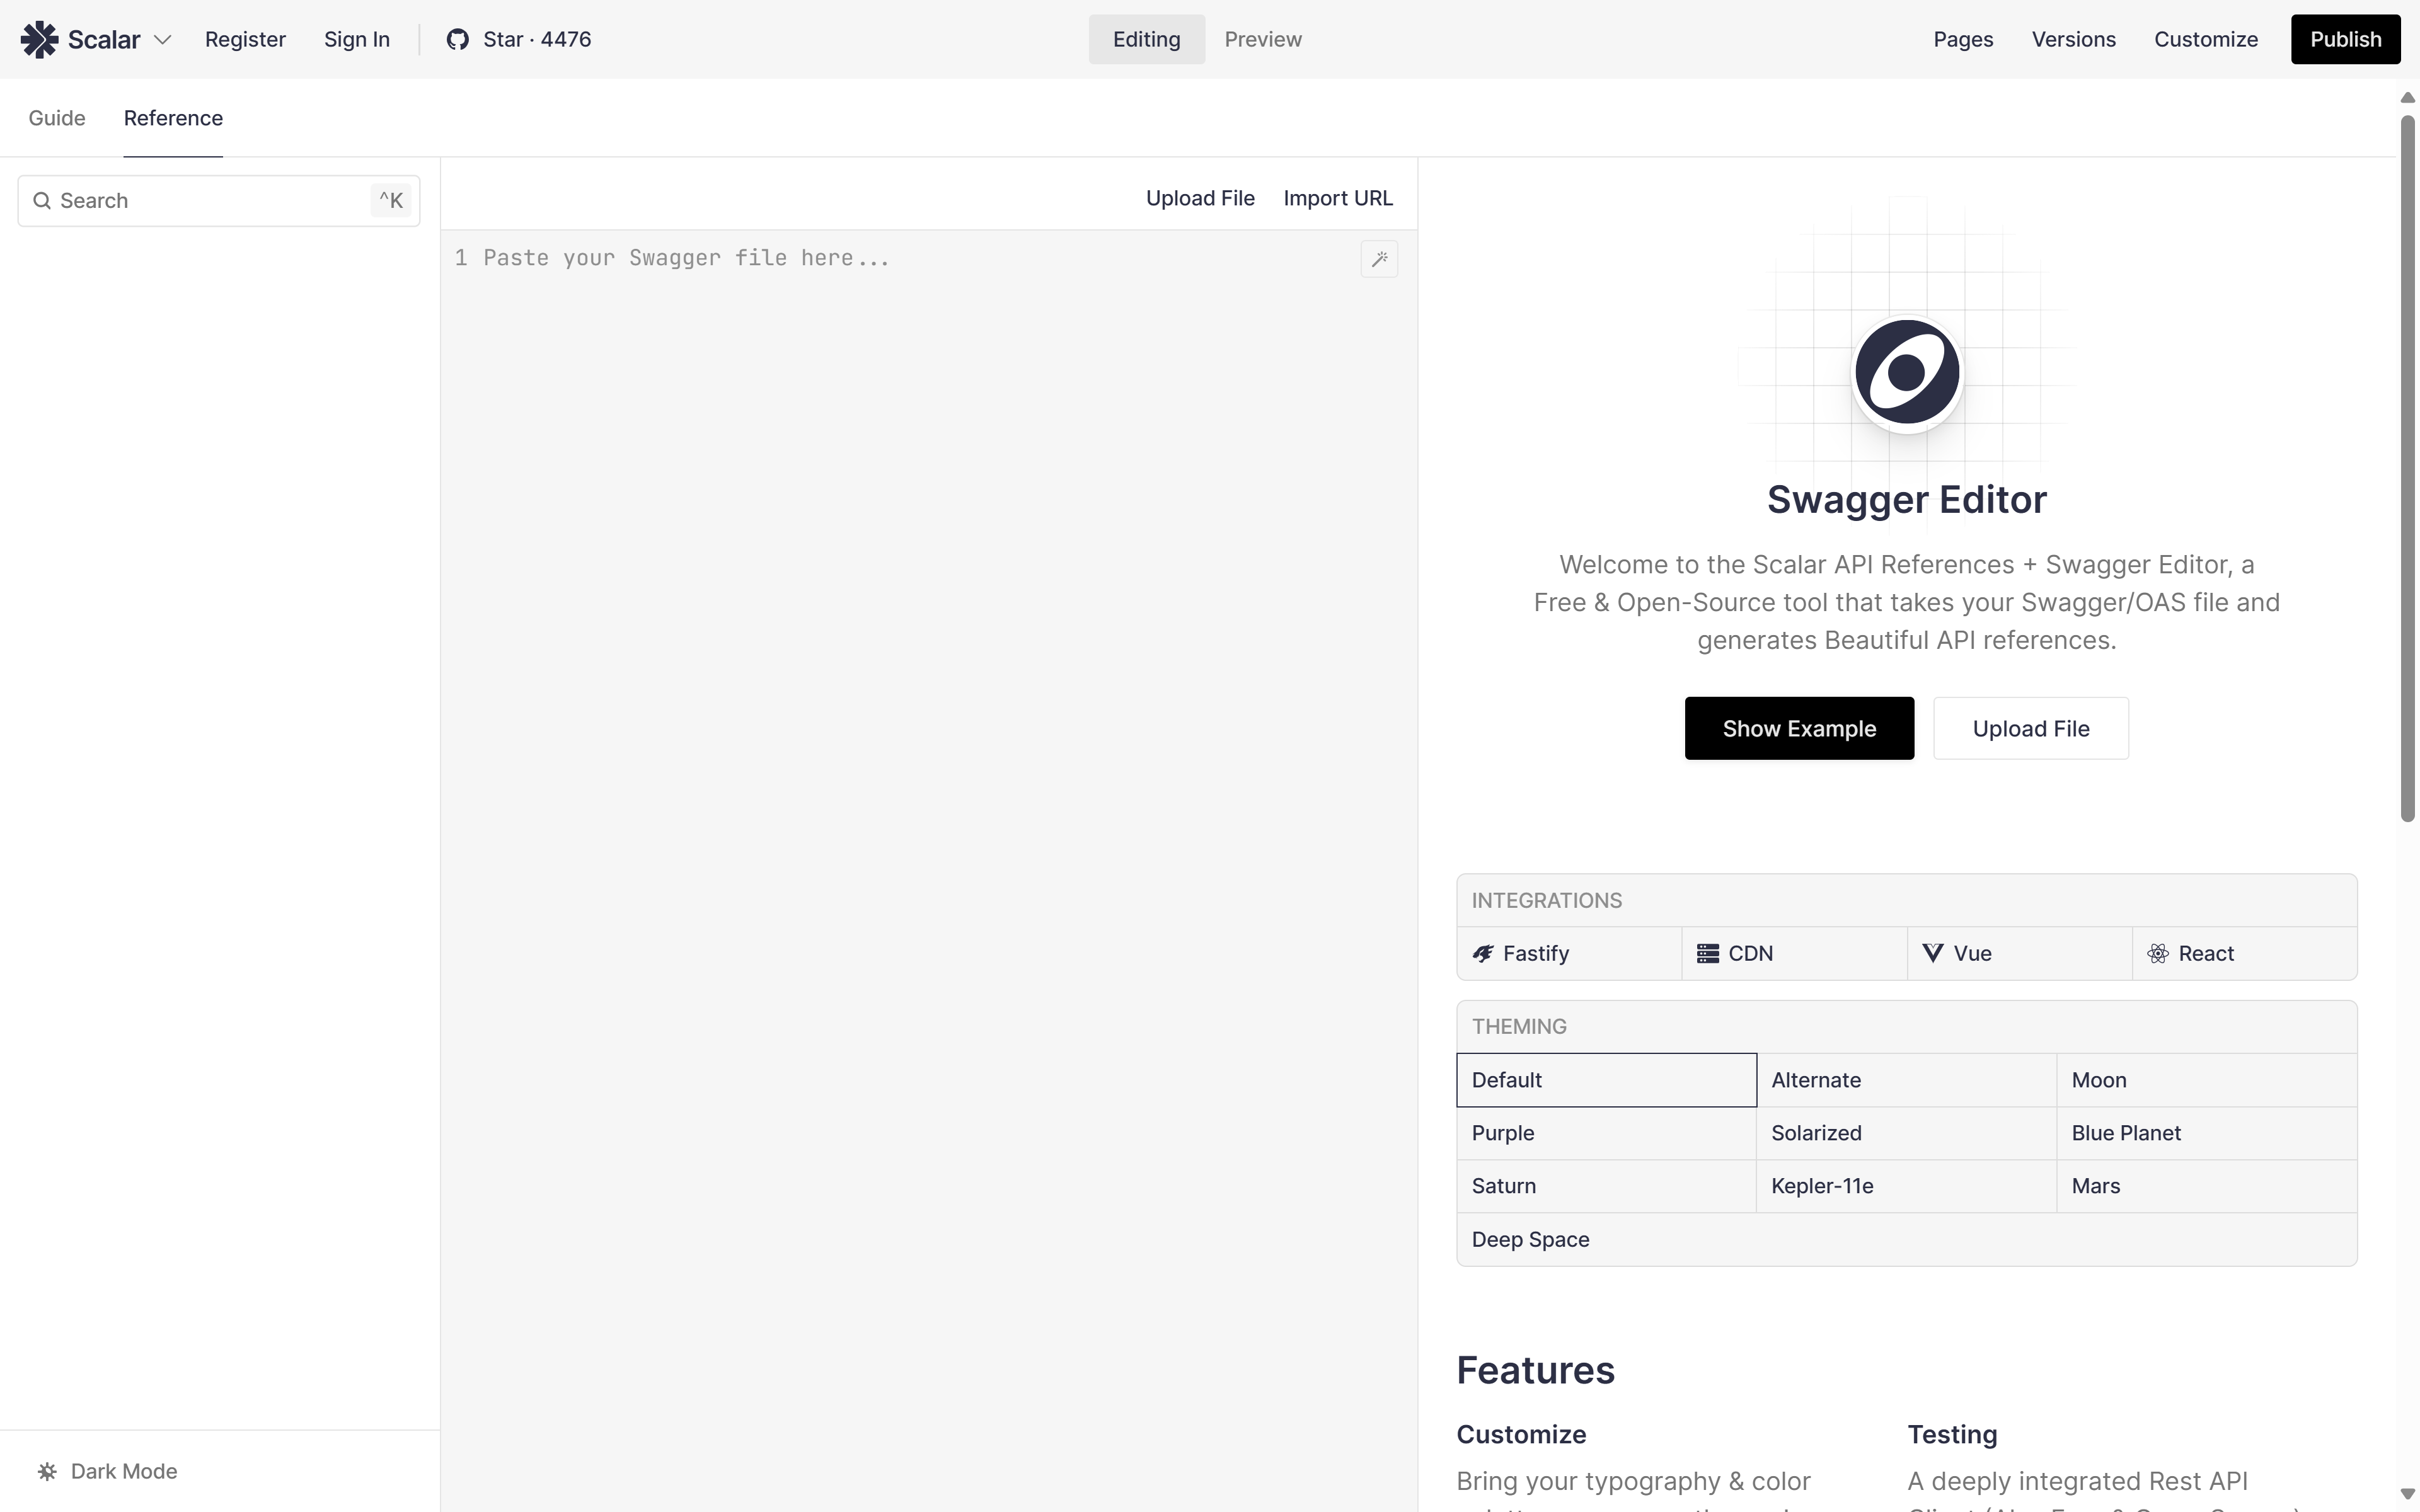 Scalar Register Sign In Star · 4476 Editing Preview Pages Versions Customize Publish
Guide Reference
Search ^K
Upload File Import URL
1 Paste your Swagger file here...
Swagger Editor
Welcome to the Scalar API References + Swagger Editor, a
Free & Open-Source tool that takes your Swagger/OAS file and
generates Beautiful API references.
Show Example Upload File
INTEGRATIONS
Fastify CDN Vue React
THEMING
Default Alternate Moon
Purple Solarized Blue Planet
Saturn Kepler-11e Mars
Deep Space
Features
Customize Testing
Bring your typography & color A deeply integrated Rest API
Dark Mode